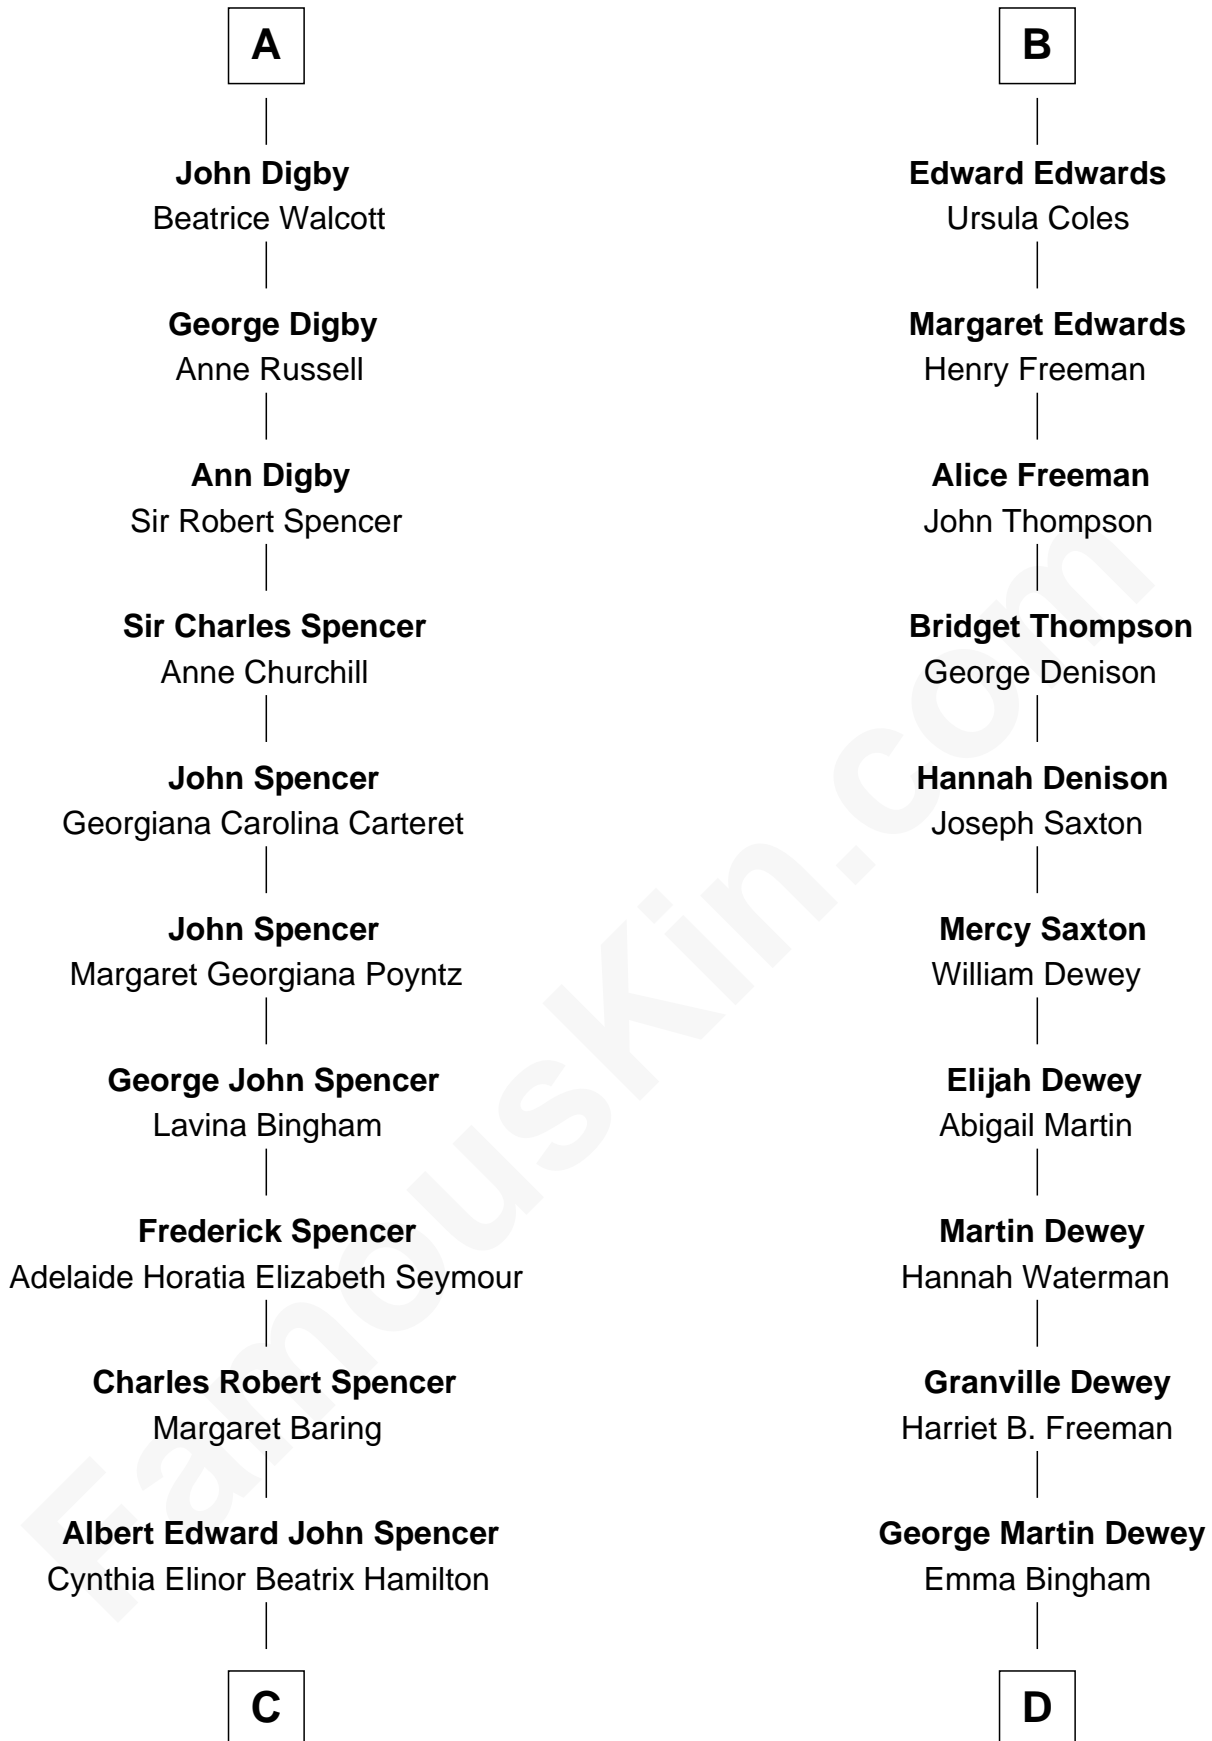 A
John Digby
Beatrice Walcott
George Digby
Anne Russell
Ann Digby
Sir Robert Spencer
Sir Charles Spencer
Anne Churchill
John Spencer
Georgiana Carolina Carteret
John Spencer
Margaret Georgiana Poyntz
George John Spencer
Lavina Bingham
Frederick Spencer
Adelaide Horatia Elizabeth Seymour
Charles Robert Spencer
Margaret Baring
Albert Edward John Spencer
Cynthia Elinor Beatrix Hamilton
C
B
Edward Edwards
Ursula Coles
Margaret Edwards
Henry Freeman
Alice Freeman
John Thompson
Bridget Thompson
George Denison
Hannah Denison
Joseph Saxton
Mercy Saxton
William Dewey
Elijah Dewey
Abigail Martin
Martin Dewey
Hannah Waterman
Granville Dewey
Harriet B. Freeman
George Martin Dewey
Emma Bingham
D
FamousKin.com